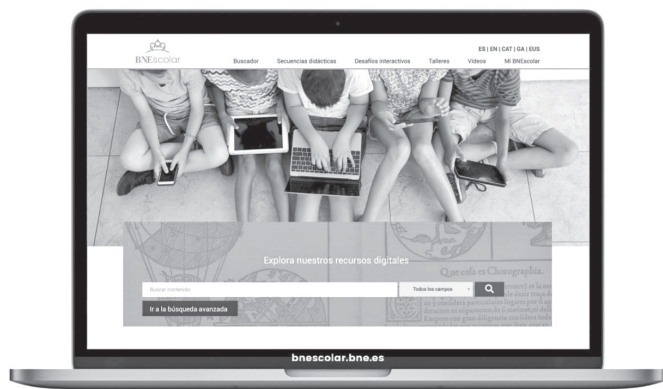 ES | EN | CAT | GA | EUS
BNEscolar
Buscador Secuencias didácticas Desafíos interactivos Talleres Vídeos Mi BNEscolar
Explora nuestros recursos digitales
Que cosa es Chorographia.
Buscar contenido
Todos los campos
Ir a la búsqueda avanzada
bnescolar.bne.es